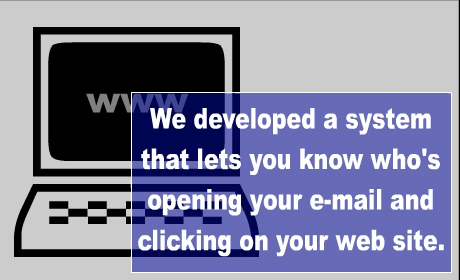 www
We developed a system
that lets you know who's
opening your e-mail and
clicking on your web site.